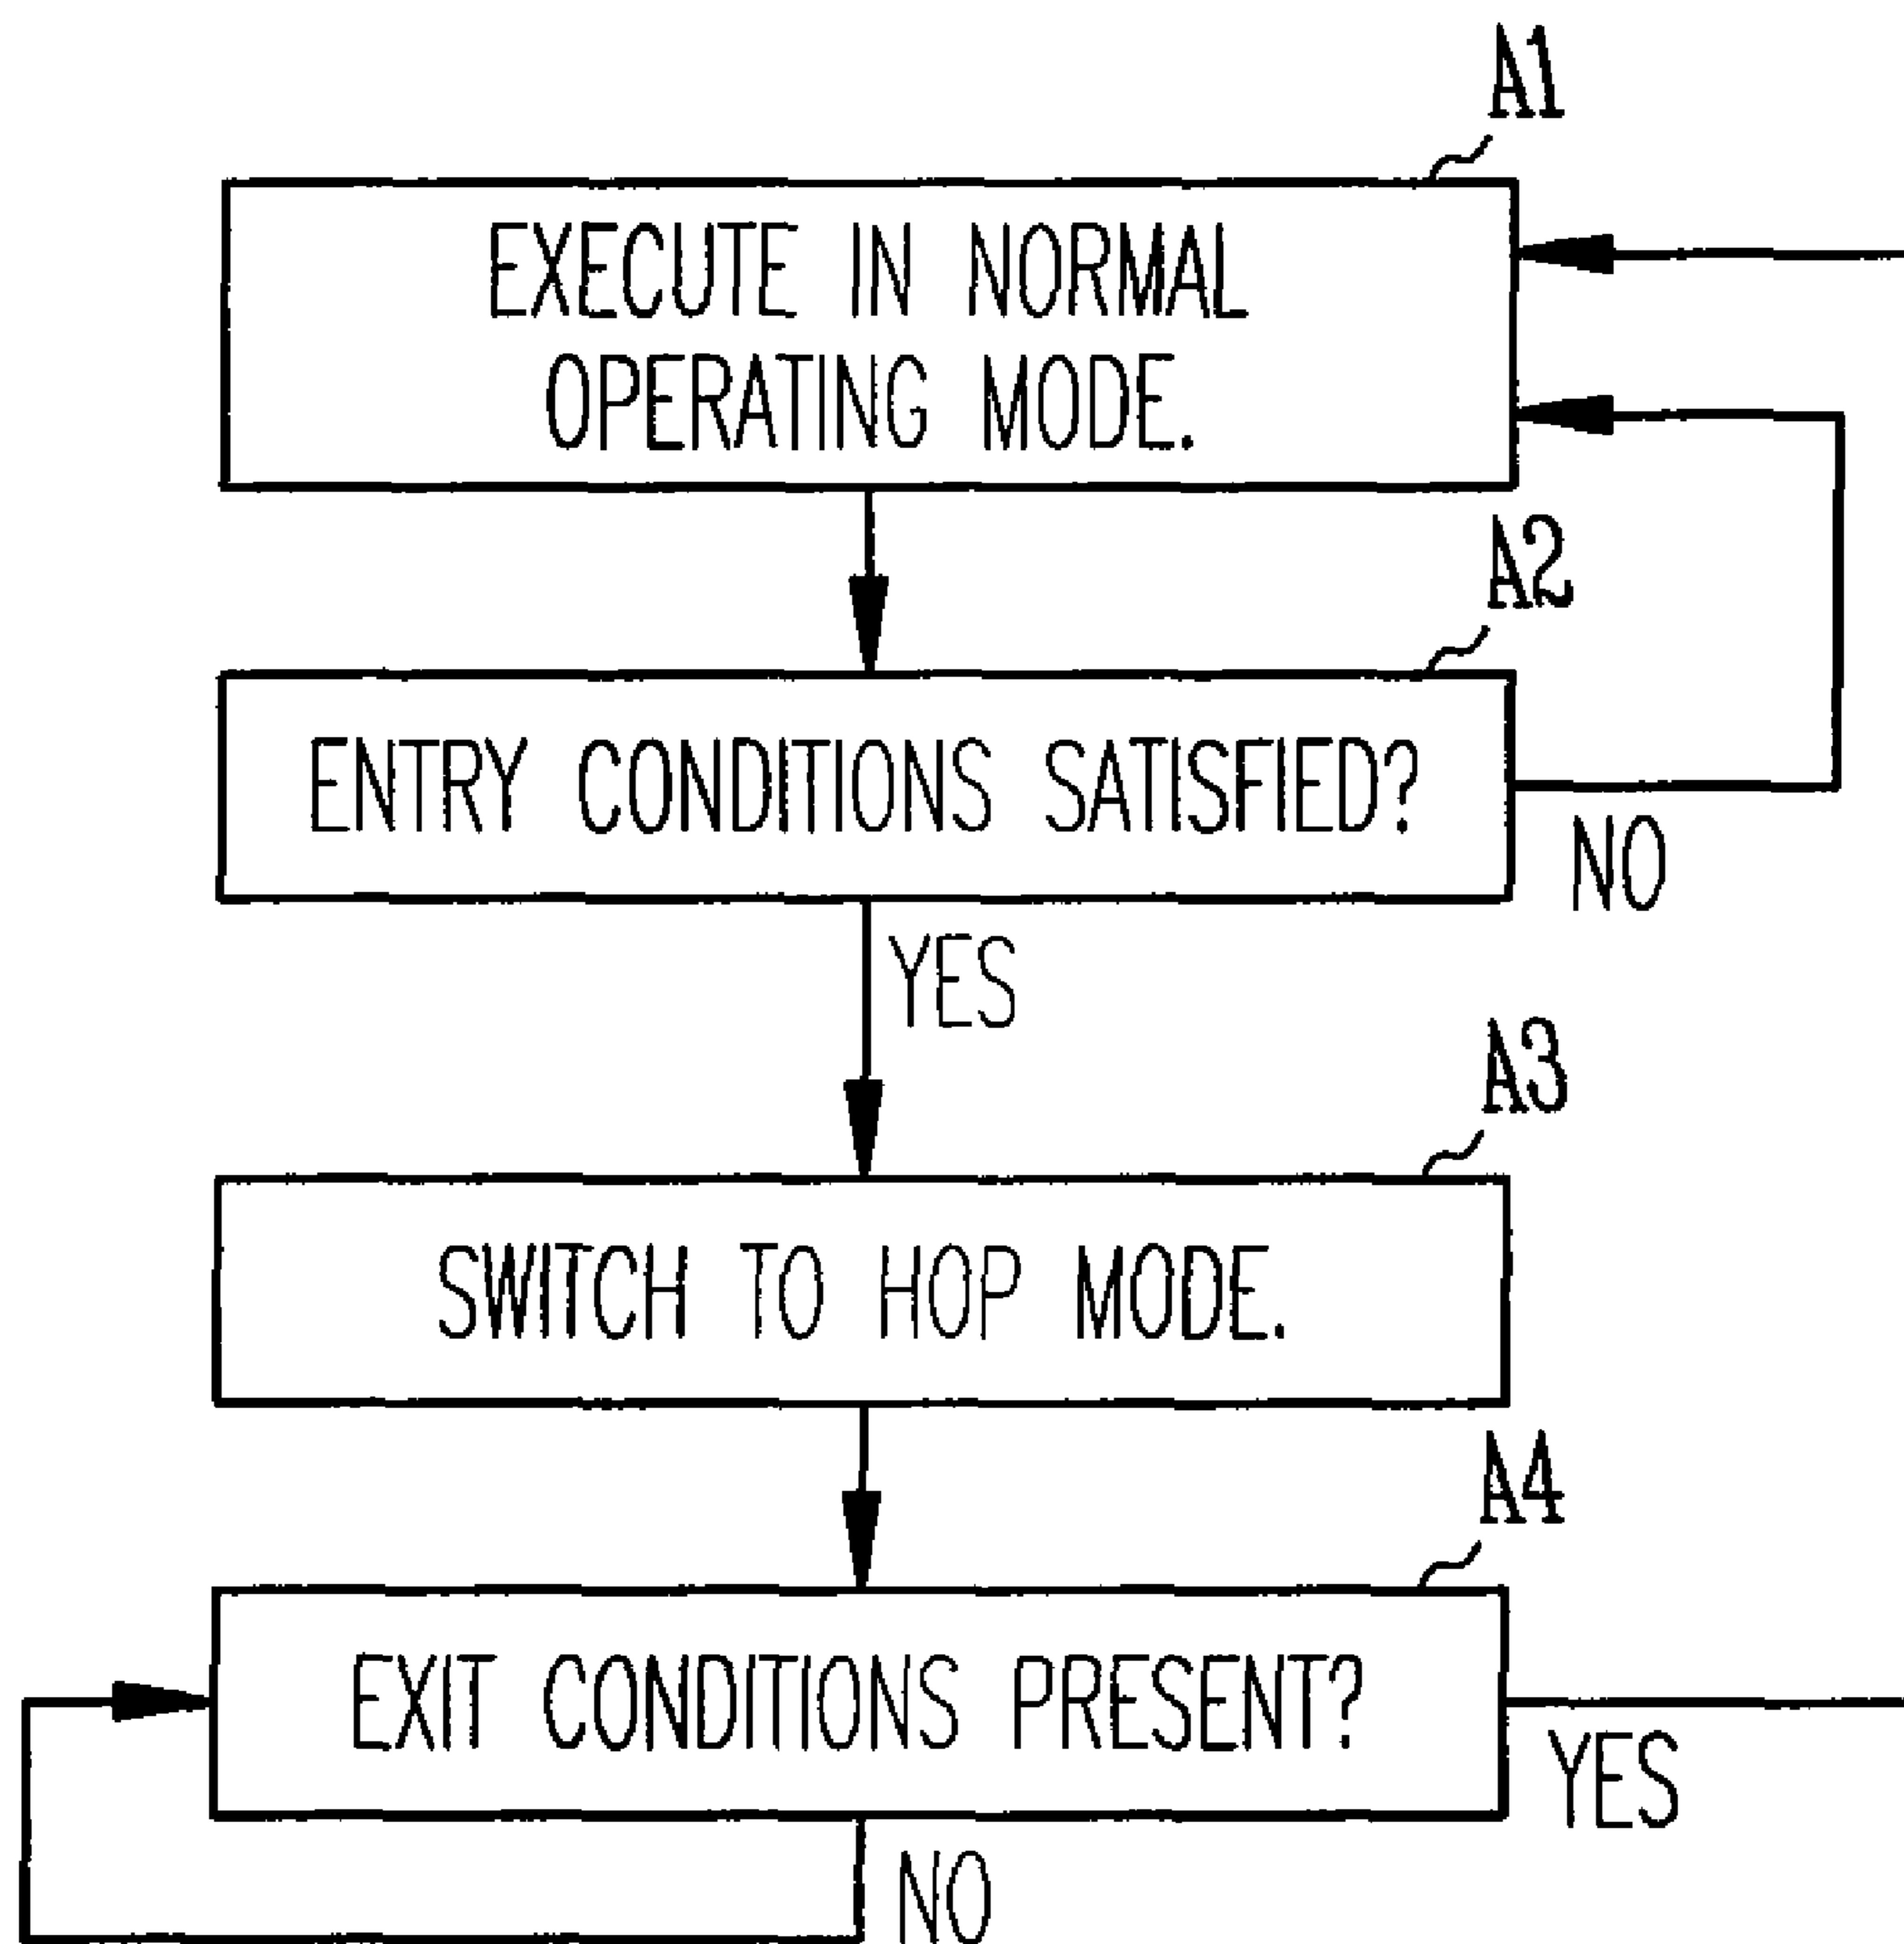 A1
EXECUTE IN NORMAL
OPERATING MODE.
A2
ENTRY CONDITIONS SATISFIED?
NO
YES
A3
SWITCH TO HOP MODE.
A4
EXIT CONDITIONS PRESENT?
YES
NO